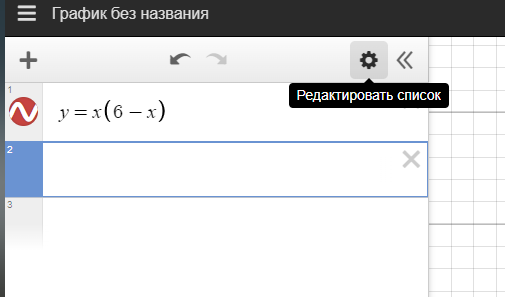 График без названия
Редактировать список
1
y = x(6 − x)
2
3